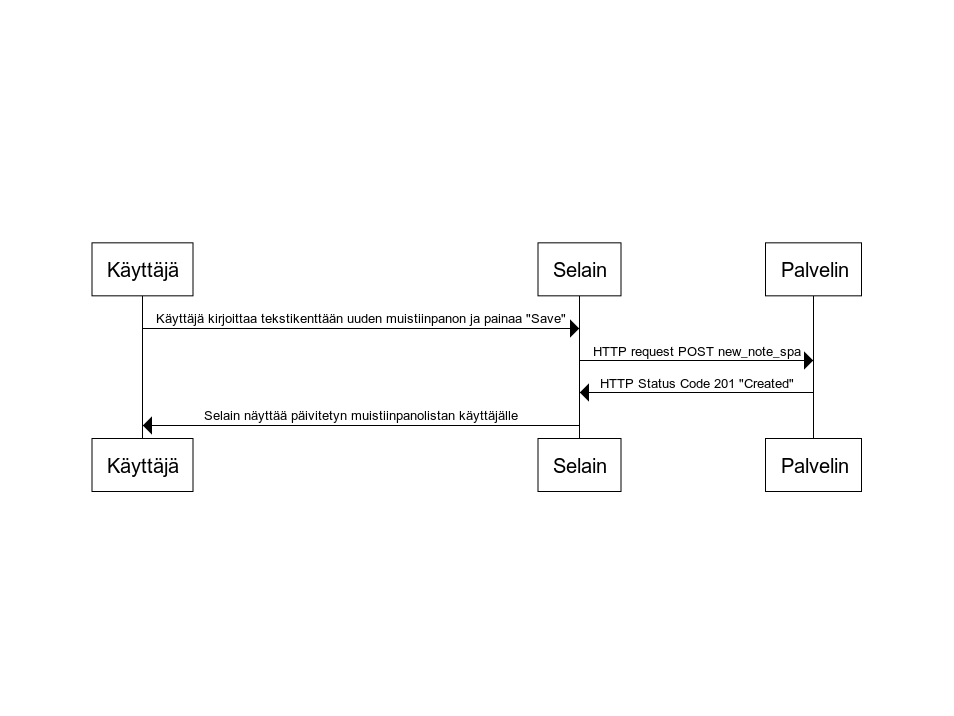 Käyttäjä
Selain
Palvelin
Käyttäjä kirjoittaa tekstikenttään uuden muistiinpanon ja painaa "Save"
HTTP request POST new_note_spa
HTTP Status Code 201 "Created"
Selain näyttää päivitetyn muistiinpanolistan käyttäjälle
Käyttäjä
Selain
Palvelin